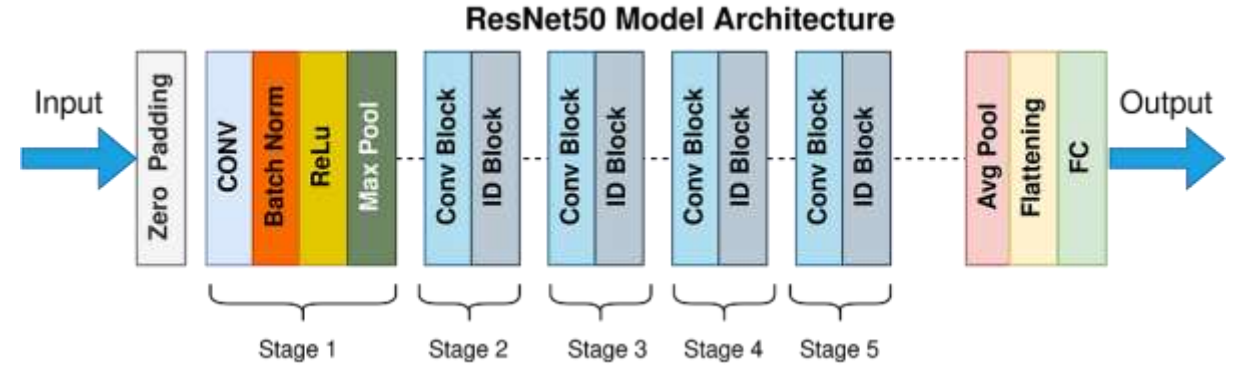 ResNet50 Model Architecture
Input
Zero Padding
CONV
Batch Norm
ReLu
Max Pool
Conv Block
ID Block
Conv Block
ID Block
Conv Block
ID Block
Conv Block
ID Block
Avg Pool
Flattening
FC
Output
Stage 1
Stage 2
Stage 3
Stage 4
Stage 5